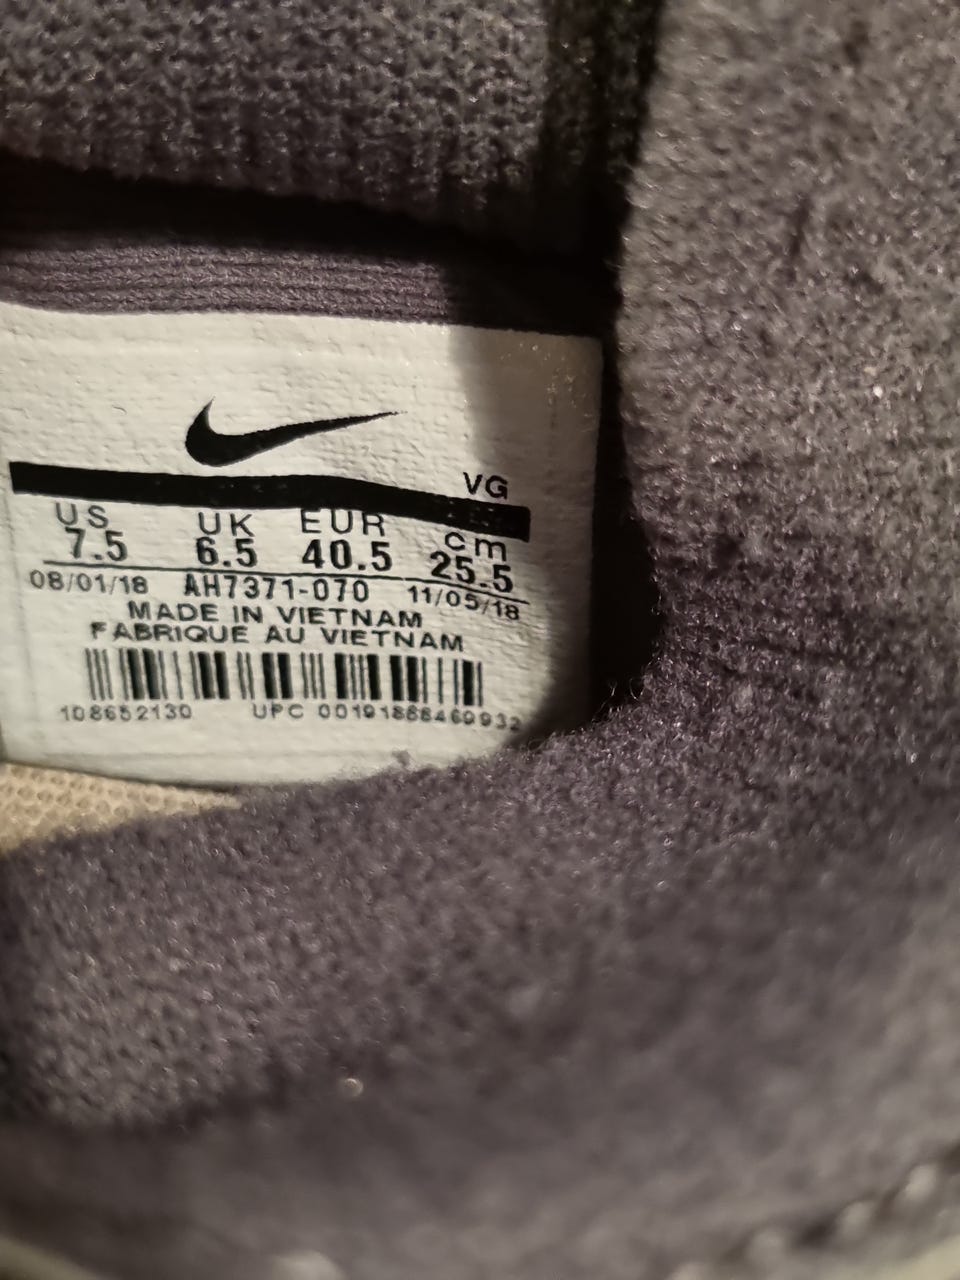 VG
US UK EUR cm
7.5 6.5 40.5 25.5
08/01/18 AH7371-070 11/05/18
MADE IN VIETNAM
FABRIQUE AU VIETNAM
108652130 UPC 00191888469932